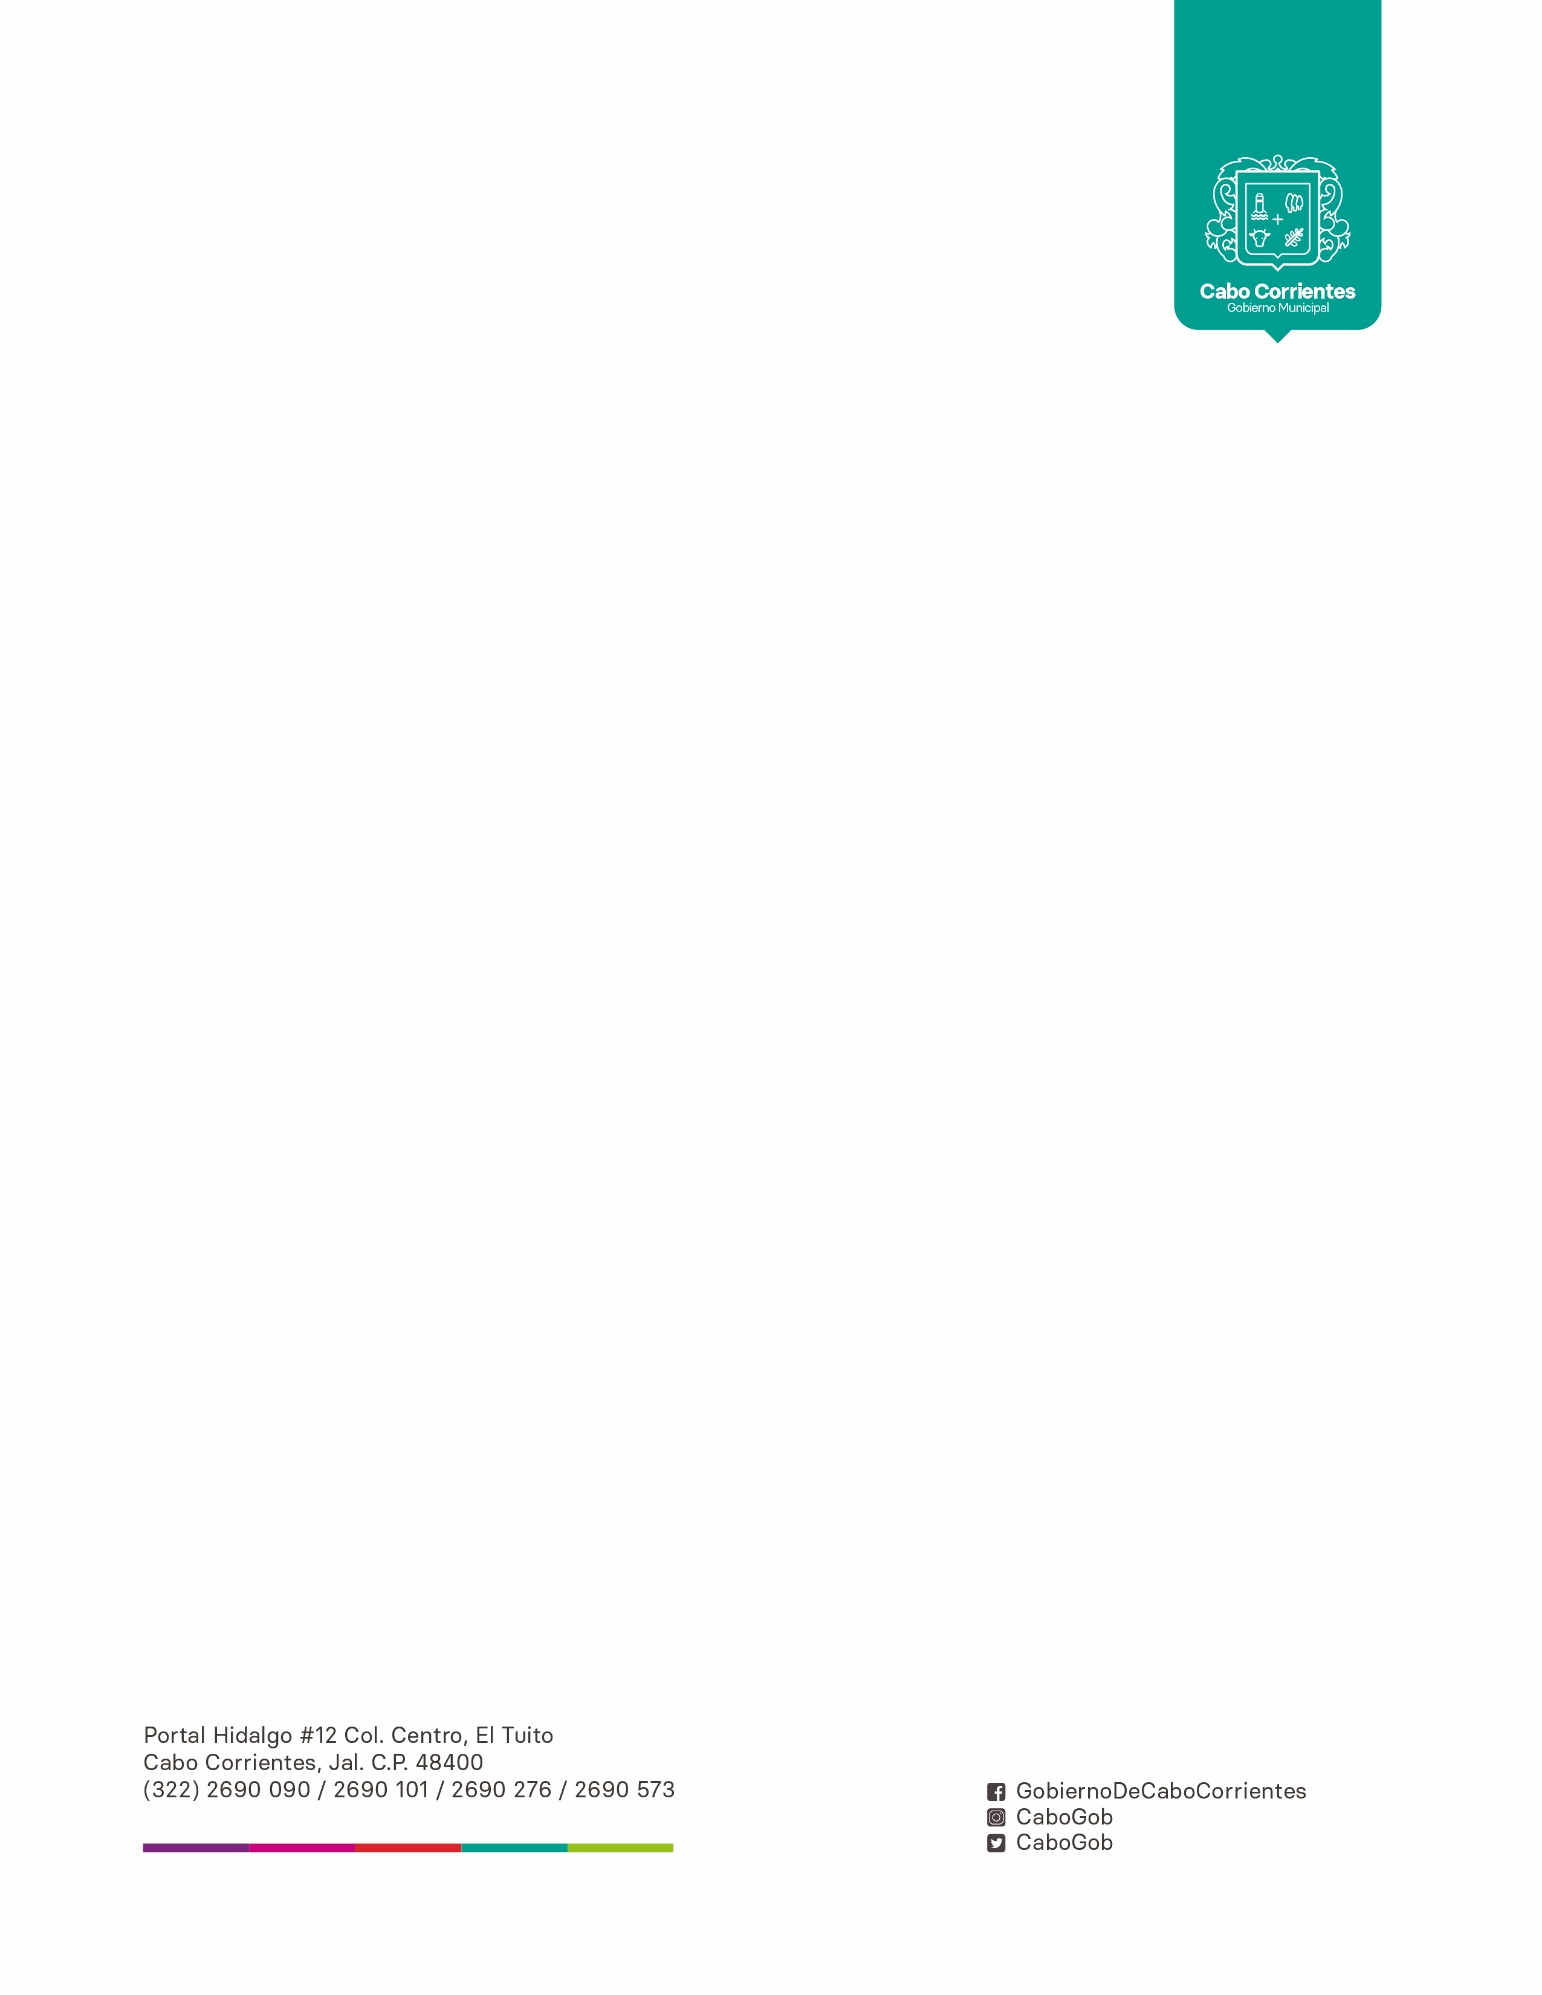 Cabo Corrientes
Gobierno Municipal
Portal Hidalgo #12 Col. Centro, El Tuito
Cabo Corrientes, Jal. C.P. 48400
(322) 2690 090 / 2690 101 / 2690 276 / 2690 573
GobiernoDeCaboCorrientes
CaboGob
CaboGob